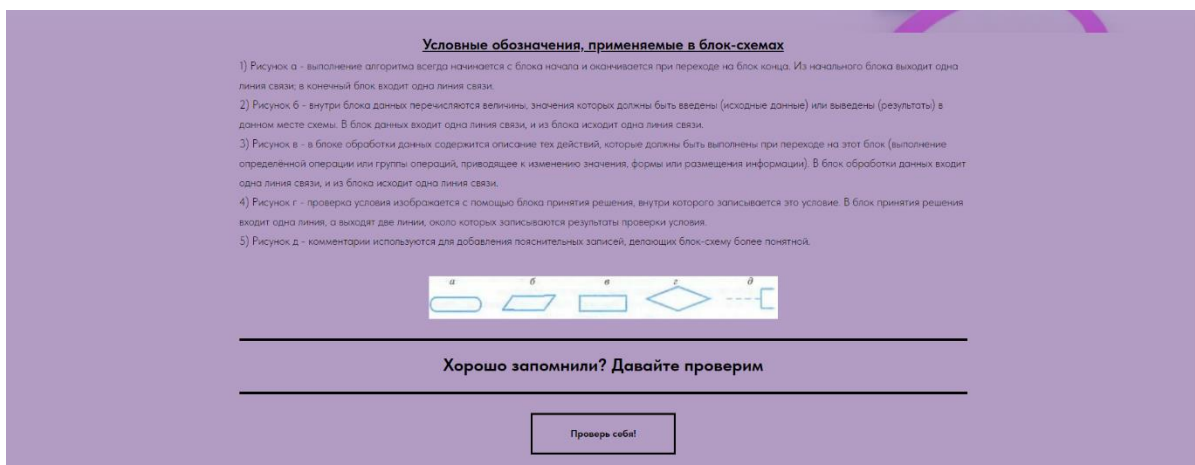 Условные обозначения, применяемые в блок-схемах
1) Рисунок а - выполнение алгоритма всегда начинается с блока начала и оканчивается при переходе на блок конца. Из начального блока выходит одна
линия связи; в конечный блок входит одна линия связи.
2) Рисунок б - внутри блока данных перечисляются величины, значения которых должны быть введены (исходные данные) или выведены (результаты) в
данном месте схемы. В блок данных входит одна линия связи, и из блока исходит одна линия связи.
3) Рисунок в - в блоке обработки данных содержится описание тех действий, которые должны быть выполнены при переходе на этот блок (выполнение
определённой операции или группы операций, приводящее к изменению значения, формы или размещения информации). В блок обработки данных входит
одна линия связи, и из блока исходит одна линия связи.
4) Рисунок г - проверка условия изображается с помощью блока принятия решения, внутри которого записывается это условие. В блок принятия решения
входит одна линия, а выходят две линии, около которых записываются результаты проверки условия.
5) Рисунок д - комментарии используются для добавления пояснительных записей, делающих блок-схему более понятной.
а б в г д
Хорошо запомнили? Давайте проверим
Проверь себя!